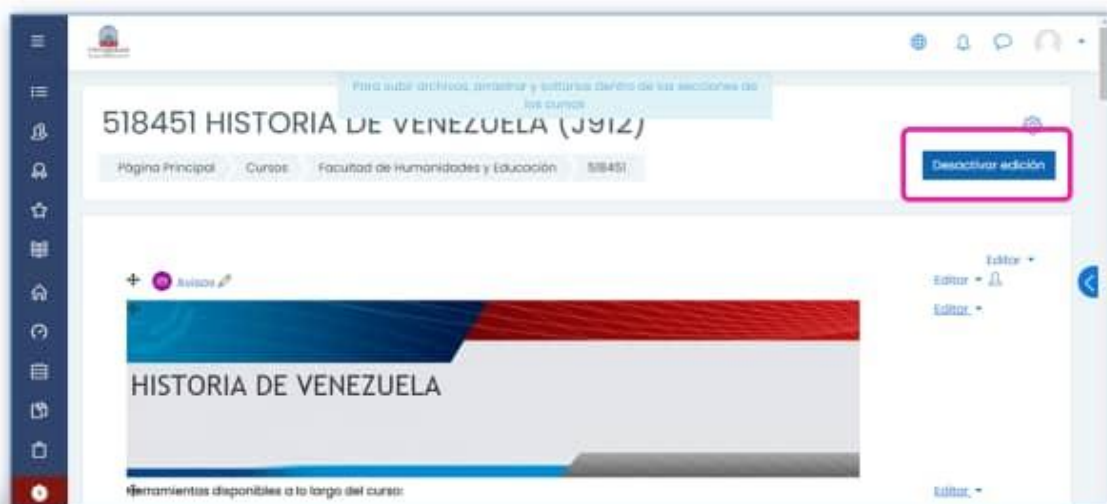 Para subir archivos, arrastrar y soltarlos dentro de las secciones de
los cursos
518451 HISTORIA DE VENEZUELA (J912)
Página Principal Cursos Facultad de Humanidades y Educación 518451
Desactivar edición
Editar
Avisos Editar
Editar
HISTORIA DE VENEZUELA
Herramientas disponibles a lo largo del curso: Editar